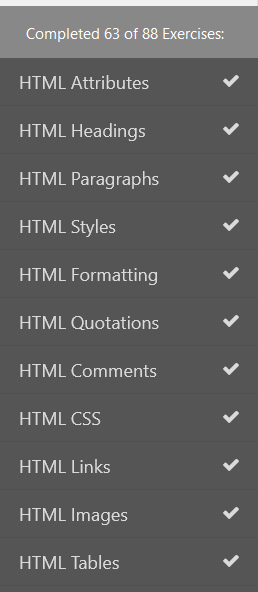 Completed 63 of 88 Exercises:
HTML Attributes
HTML Headings
HTML Paragraphs
HTML Styles
HTML Formatting
HTML Quotations
HTML Comments
HTML CSS
HTML Links
HTML Images
HTML Tables